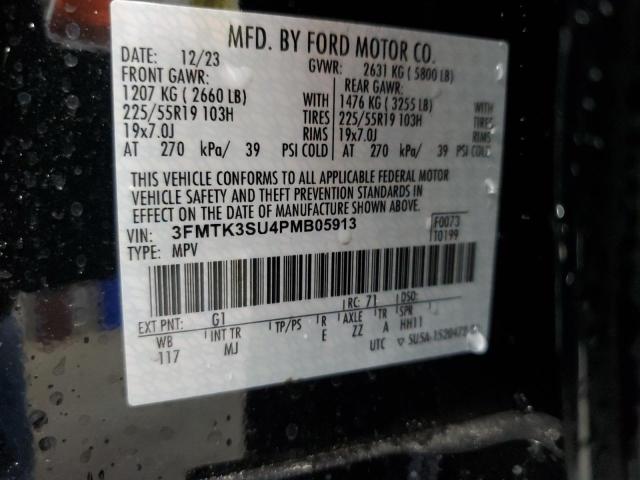 MFD. BY FORD MOTOR CO.
DATE: 12/23 GVWR: 2631 KG ( 5800 LB)
FRONT GAWR: REAR GAWR:
1207 KG ( 2660 LB) WITH 1476 KG ( 3255 LB) WITH
225/55R19 103H TIRES 225/55R19 103H TIRES
19x7.0J RIMS 19x7.0J RIMS
AT 270 kPa/ 39 PSI COLD AT 270 kPa/ 39 PSI COLD
THIS VEHICLE CONFORMS TO ALL APPLICABLE FEDERAL MOTOR
VEHICLE SAFETY AND THEFT PREVENTION STANDARDS IN
EFFECT ON THE DATE OF MANUFACTURE SHOWN ABOVE.
VIN: 3FMTK3SU4PMB05913 F0073
TYPE: MPV T0199
EXT PNT: G1 RC: 71 DSO:
WB INT TR TP/PS R AXLE TR SPR
117 MJ E ZZ A HH11
UTC